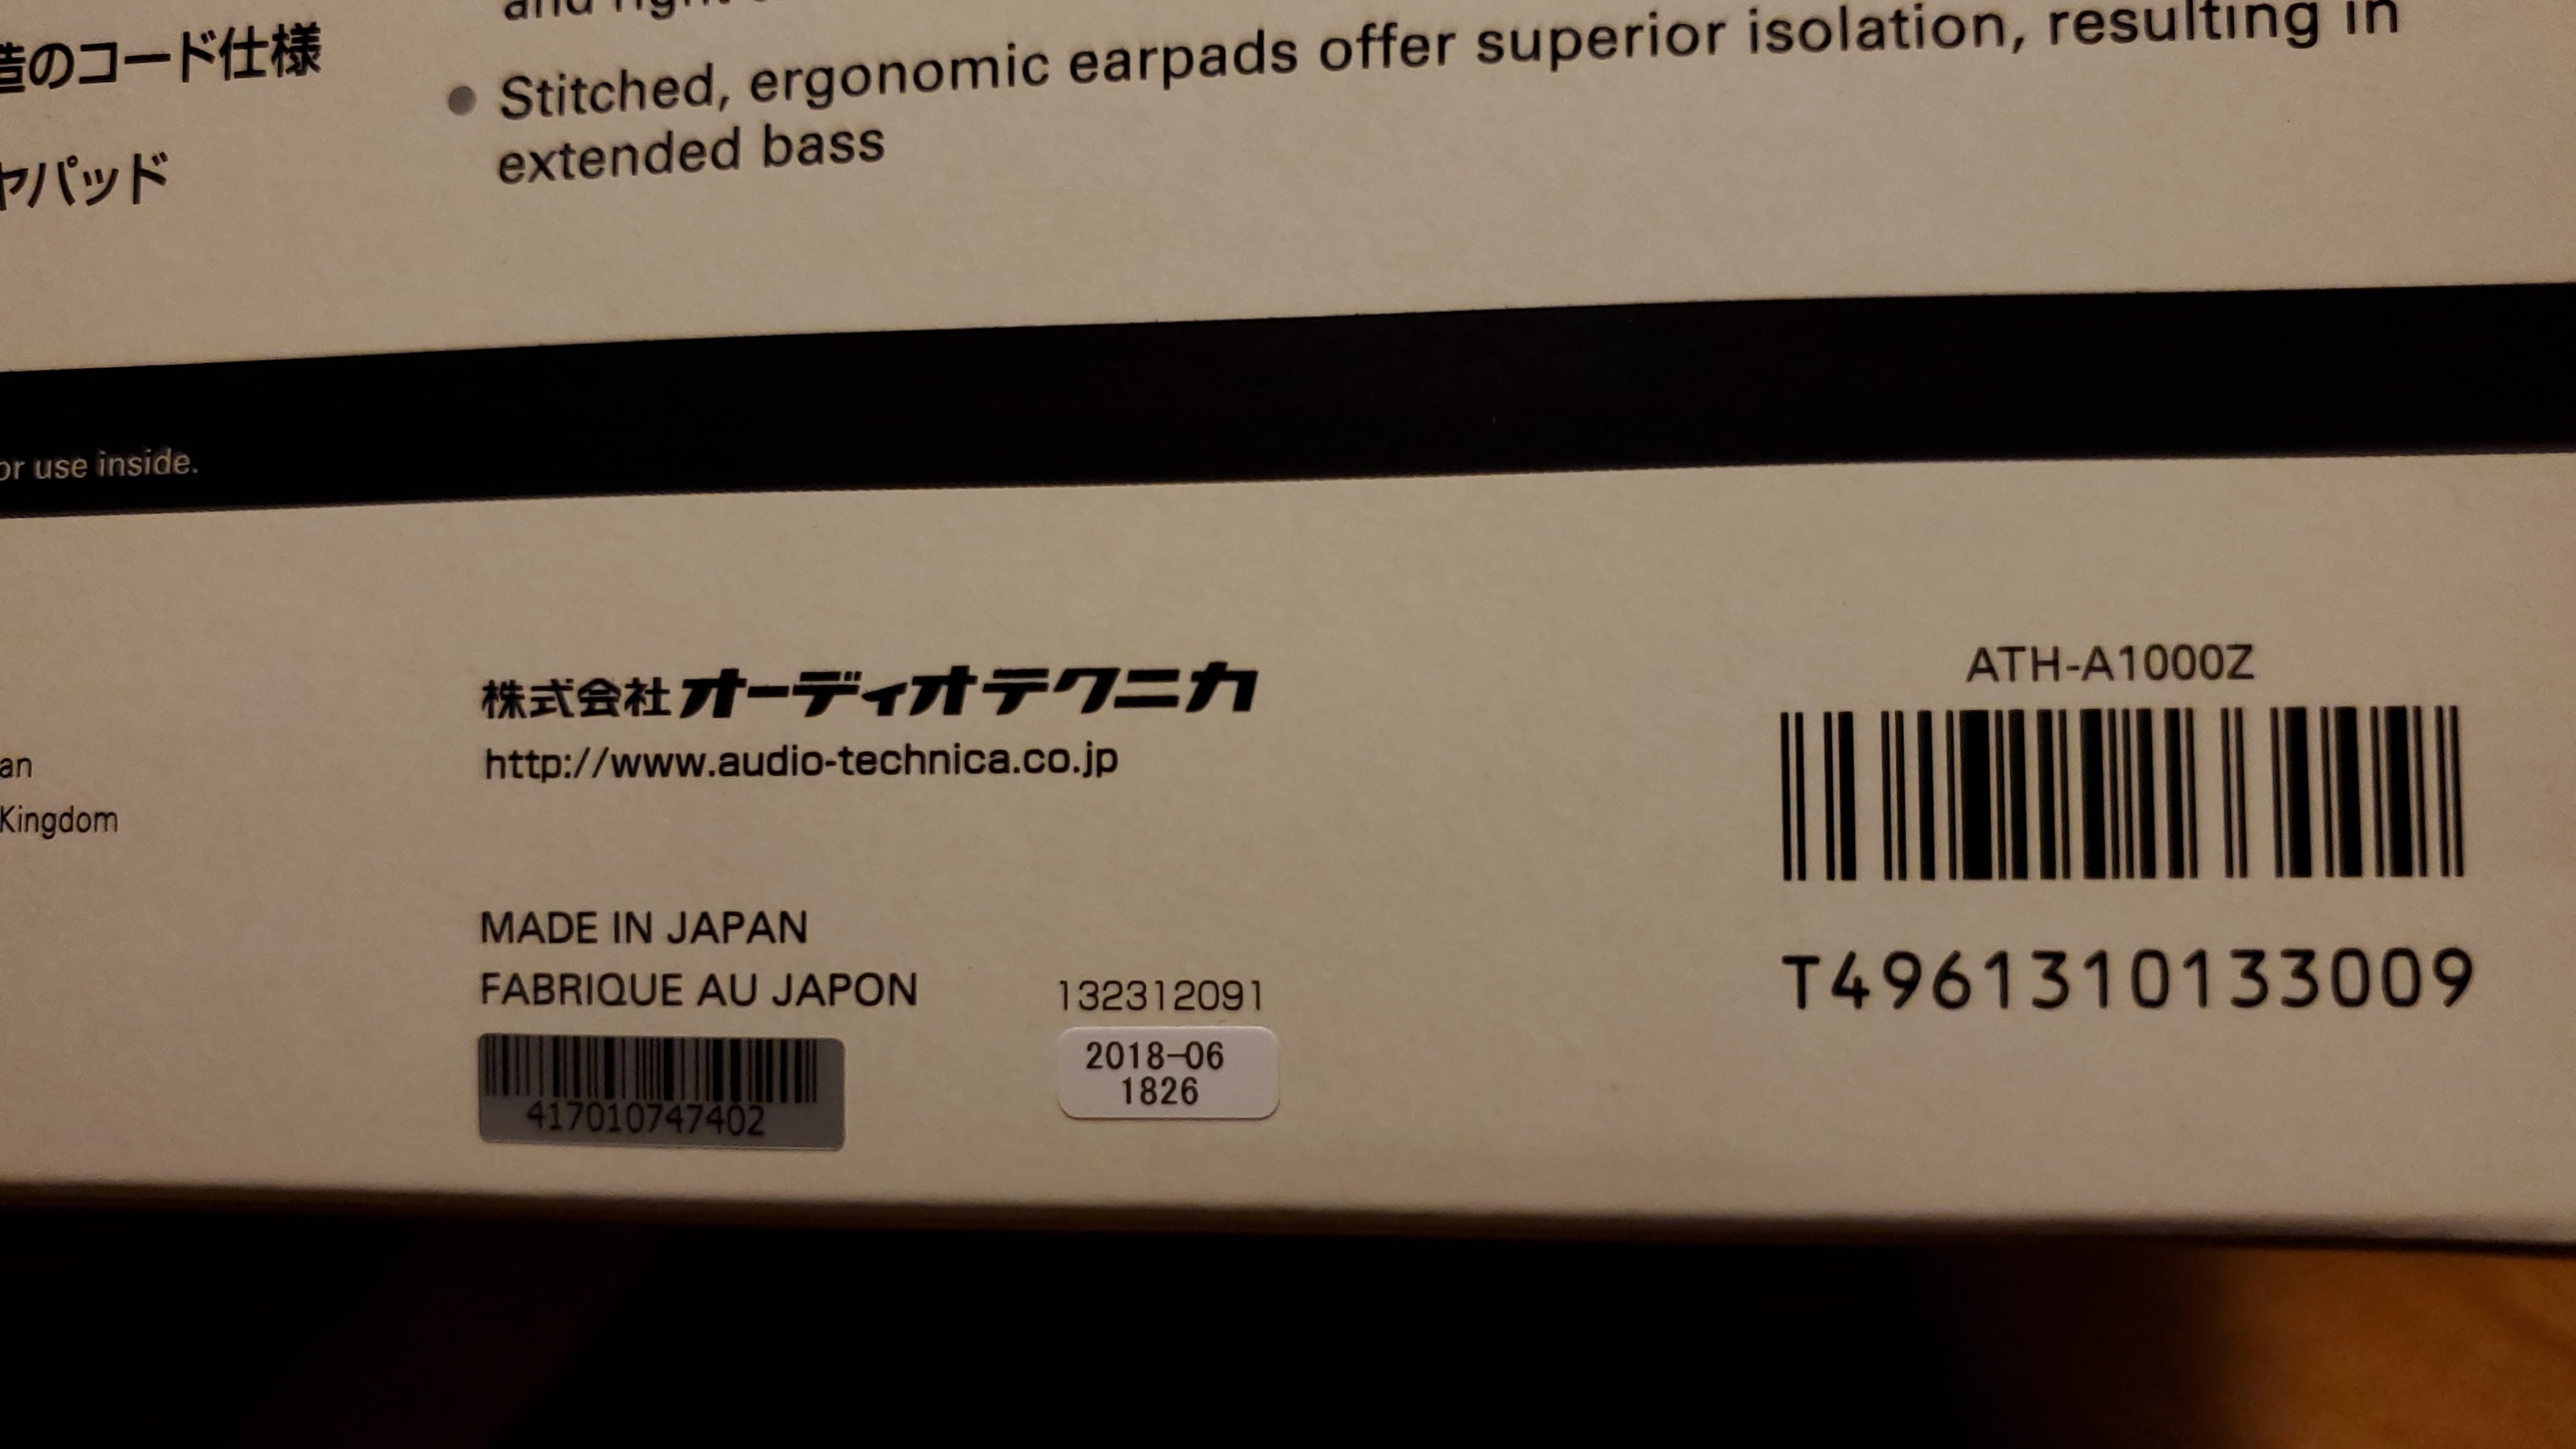 造のコード仕様
ヤパッド
and right
• Stitched, ergonomic earpads offer superior isolation, resulting in
extended bass
or use inside.
an
Kingdom
株式会社オーディオテクニカ
http://www.audio-technica.co.jp
MADE IN JAPAN
FABRIQUE AU JAPON
417010747402
132312091
2018-06
1826
ATH-A1000Z
T4961310133009